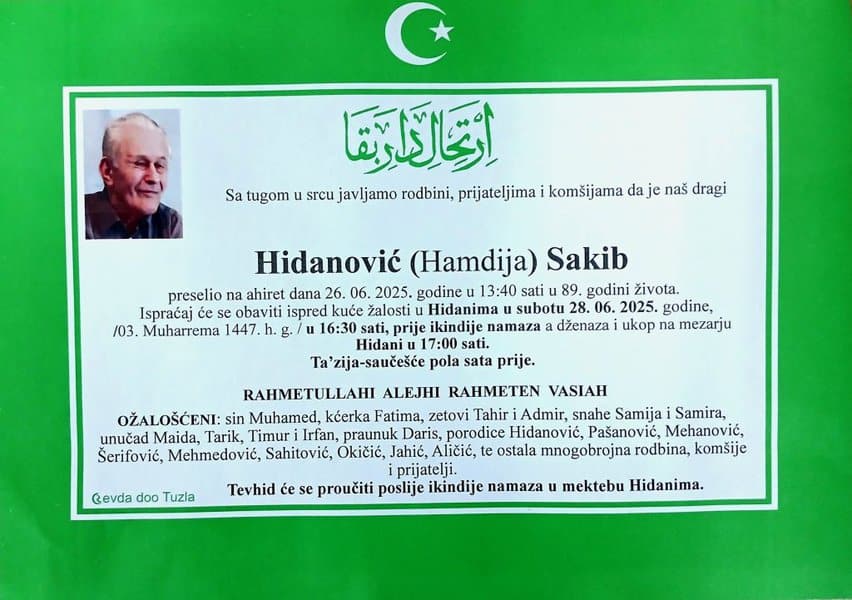 اِرْتِحَالِ دَارِ بَقَا
Sa tugom u srcu javljamo rodbini, prijateljima i komšijama da je naš dragi
Hidanović (Hamdija) Sakib
preselio na ahiret dana 26. 06. 2025. godine u 13:40 sati u 89. godini života.
Ispraćaj će se obaviti ispred kuće žalosti u Hidanima u subotu 28. 06. 2025. godine,
/03. Muharrema 1447. h. g. / u 16:30 sati, prije ikindije namaza a dženaza i ukop na mezarju
Hidani u 17:00 sati.
Ta’zija-saučešće pola sata prije.
RAHMETULLAHI ALEJHI RAHMETEN VASIAH
OŽALOŠĆENI: sin Muhamed, kćerka Fatima, zetovi Tahir i Admir, snahe Samija i Samira,
unučad Maida, Tarik, Timur i Irfan, praunuk Daris, porodice Hidanović, Pašanović, Mehanović,
Šerifović, Mehmedović, Sahitović, Okičić, Jahić, Aličić, te ostala mnogobrojna rodbina, komšije
i prijatelji.
Tevhid će se proučiti poslije ikindije namaza u mektebu Hidanima.
evda doo Tuzla